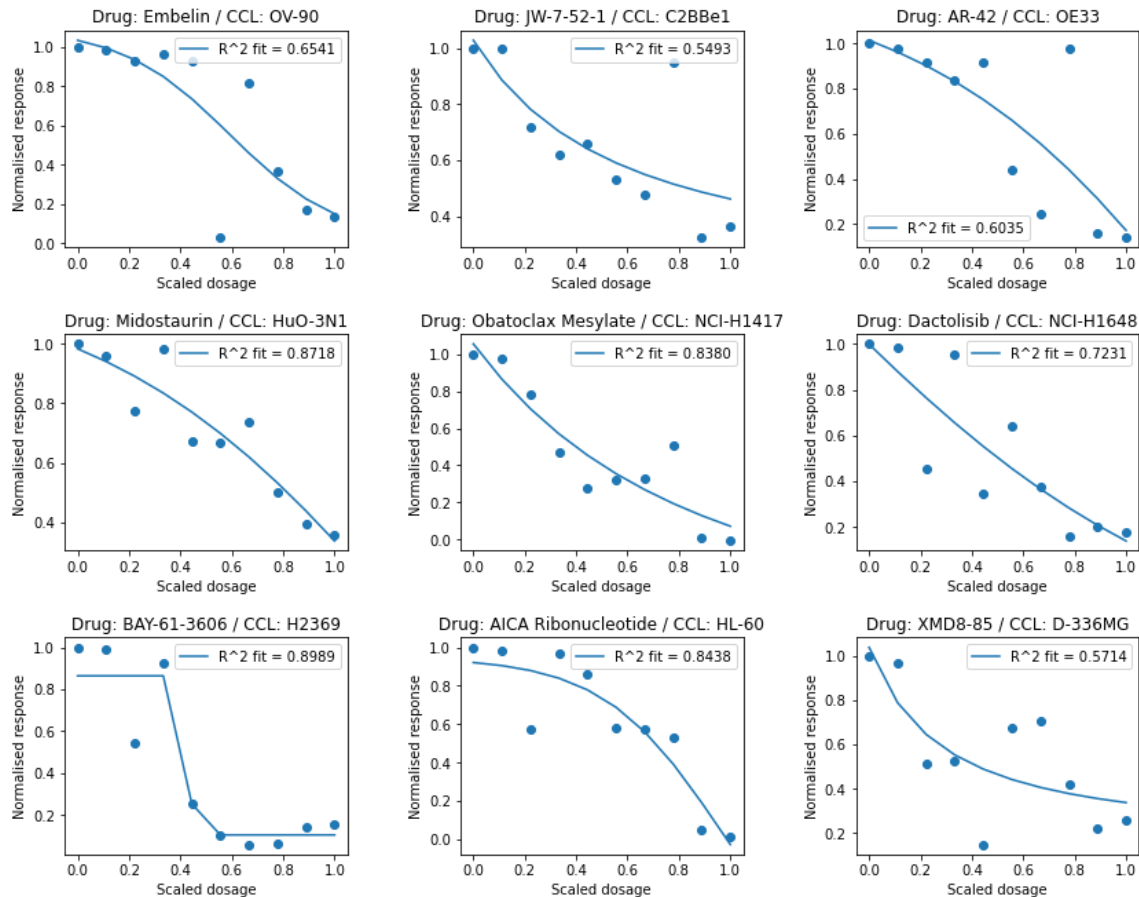 Drug: Embelin / CCL: OV-90
R^2 fit = 0.6541
Normalised response
1.0
0.8
0.6
0.4
0.2
0.0
0.0 0.2 0.4 0.6 0.8 1.0
Scaled dosage
Drug: JW-7-52-1 / CCL: C2BBe1
R^2 fit = 0.5493
Normalised response
1.0
0.8
0.6
0.4
0.0 0.2 0.4 0.6 0.8 1.0
Scaled dosage
Drug: AR-42 / CCL: OE33
Normalised response
1.0
0.8
0.6
0.4
0.2
R^2 fit = 0.6035
0.0 0.2 0.4 0.6 0.8 1.0
Scaled dosage
Drug: Midostaurin / CCL: HuO-3N1
R^2 fit = 0.8718
Normalised response
1.0
0.8
0.6
0.4
0.0 0.2 0.4 0.6 0.8 1.0
Scaled dosage
Drug: Obatoclax Mesylate / CCL: NCI-H1417
R^2 fit = 0.8380
Normalised response
1.0
0.8
0.6
0.4
0.2
0.0
0.0 0.2 0.4 0.6 0.8 1.0
Scaled dosage
Drug: Dactolisib / CCL: NCI-H1648
R^2 fit = 0.7231
Normalised response
1.0
0.8
0.6
0.4
0.2
0.0 0.2 0.4 0.6 0.8 1.0
Scaled dosage
Drug: BAY-61-3606 / CCL: H2369
R^2 fit = 0.8989
Normalised response
1.0
0.8
0.6
0.4
0.2
0.0 0.2 0.4 0.6 0.8 1.0
Scaled dosage
Drug: AICA Ribonucleotide / CCL: HL-60
R^2 fit = 0.8438
Normalised response
1.0
0.8
0.6
0.4
0.2
0.0
0.0 0.2 0.4 0.6 0.8 1.0
Scaled dosage
Drug: XMD8-85 / CCL: D-336MG
R^2 fit = 0.5714
Normalised response
1.0
0.8
0.6
0.4
0.2
0.0 0.2 0.4 0.6 0.8 1.0
Scaled dosage